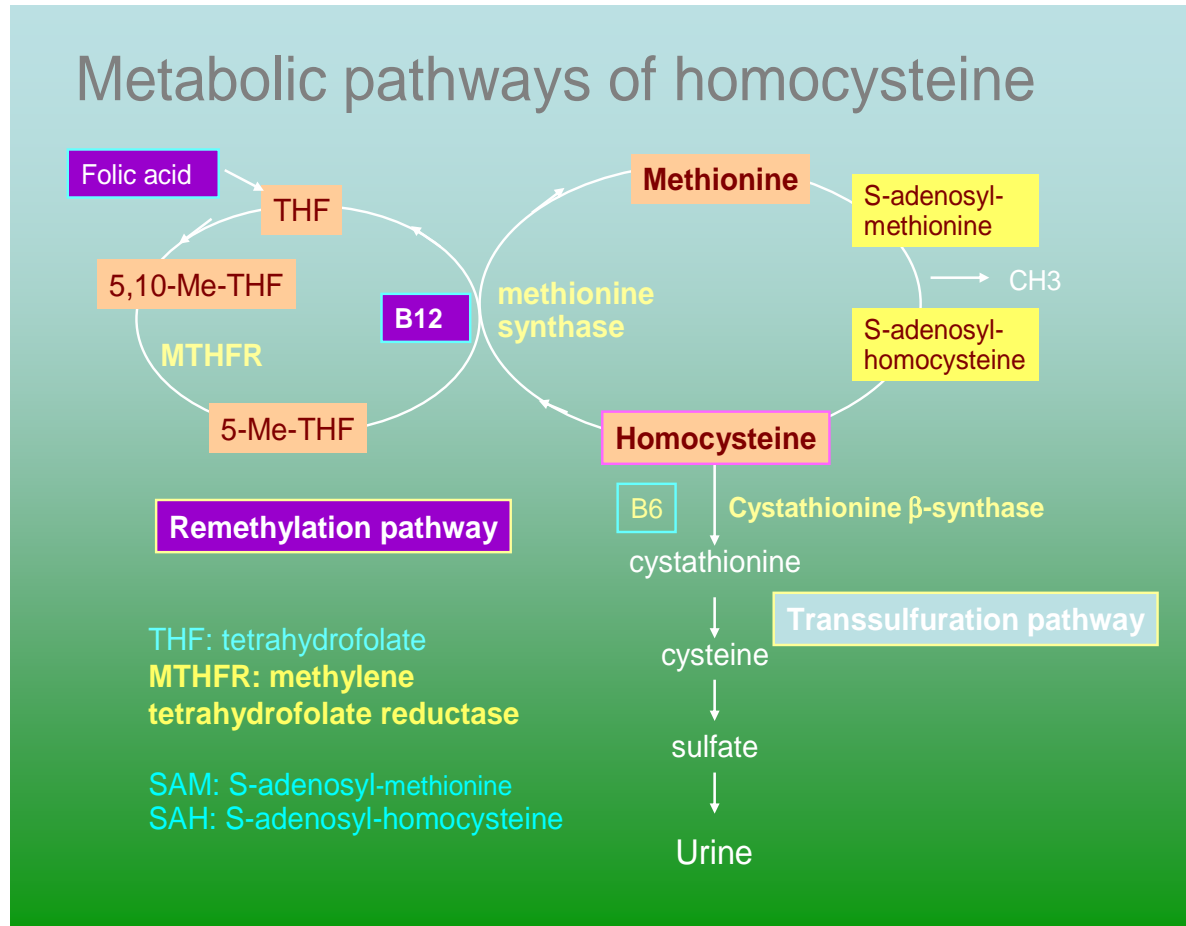 Metabolic pathways of homocysteine
Folic acid
THF
5,10-Me-THF
MTHFR
5-Me-THF
B12
methionine
synthase
Methionine
S-adenosyl-
methionine
CH3
S-adenosyl-
homocysteine
Homocysteine
B6
Cystathionine β-synthase
cystathionine
Remethylation pathway
Transsulfuration pathway
cysteine
sulfate
Urine
THF: tetrahydrofolate
MTHFR: methylene
tetrahydrofolate reductase
SAM: S-adenosyl-methionine
SAH: S-adenosyl-homocysteine